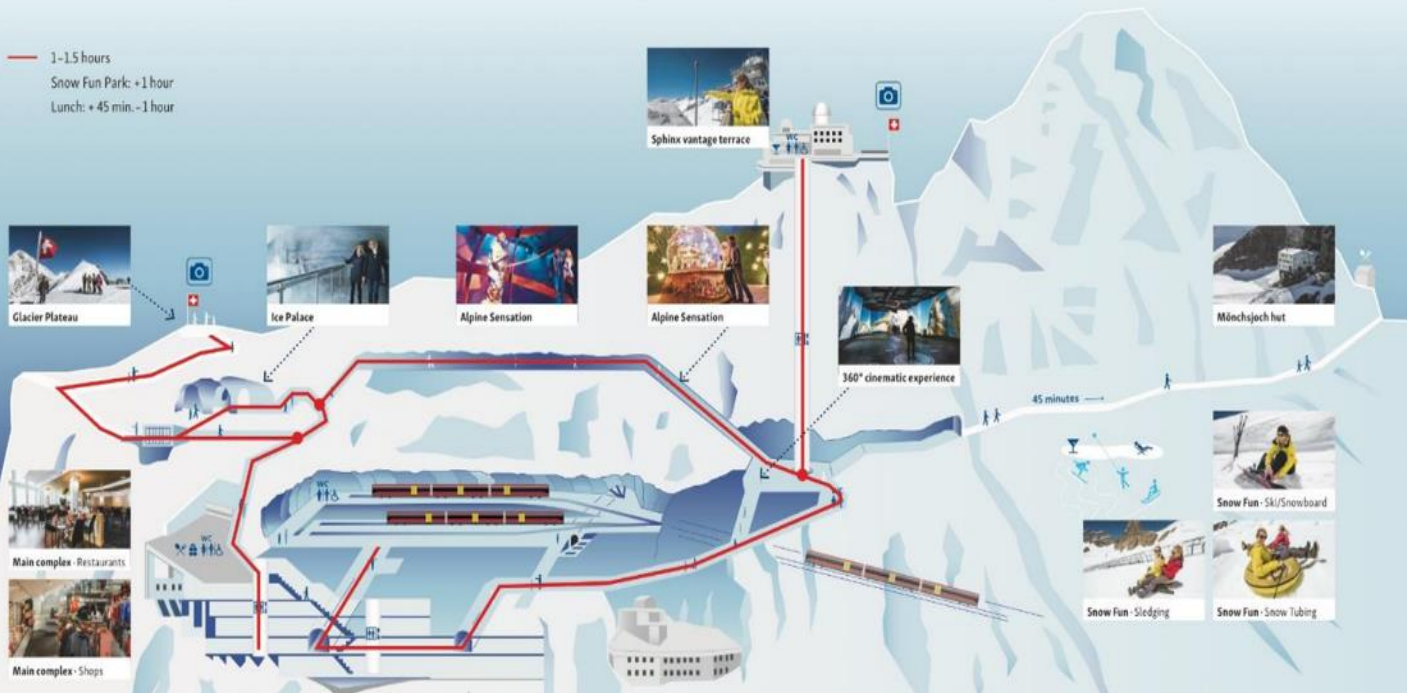 1-1.5 hours
Snow Fun Park: +1 hour
Lunch: + 45 min. - 1 hour
Sphinx vantage terrace
WC
Glacier Plateau
Ice Palace
Alpine Sensation
Alpine Sensation
360° cinematic experience
Mönchsjoch hut
45 minutes
WC
Main complex · Restaurants
WC
Snow Fun · Ski/Snowboard
Snow Fun · Sledging
Snow Fun · Snow Tubing
Main complex · Shops